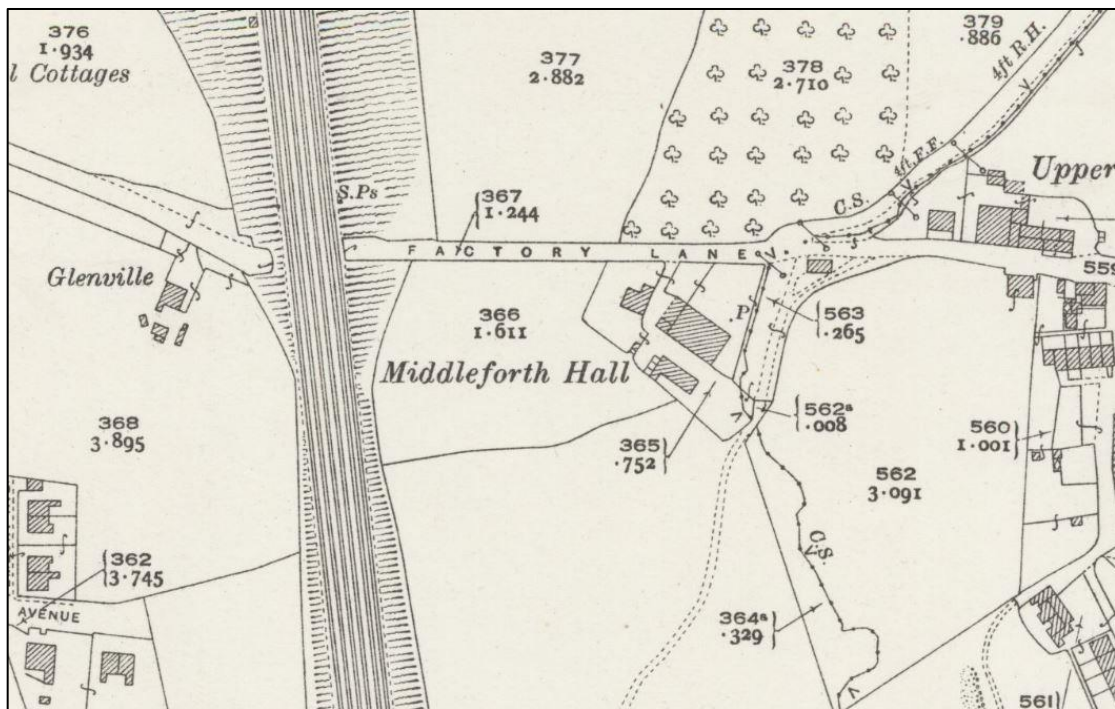 376
1.934
l Cottages
377
2.882
378
2.710
379
.886
4ft R.H.
4ft.F.F.
C.S.
Upper
S.Ps
367
1.244
FACTORY LANE
559
Glenville
366
1.611
P
563
.265
Middleforth Hall
368
3.895
365
.752
562a
.008
560
1.001
562
3.091
C.S.
362
3.745
AVENUE
364a
.329
561